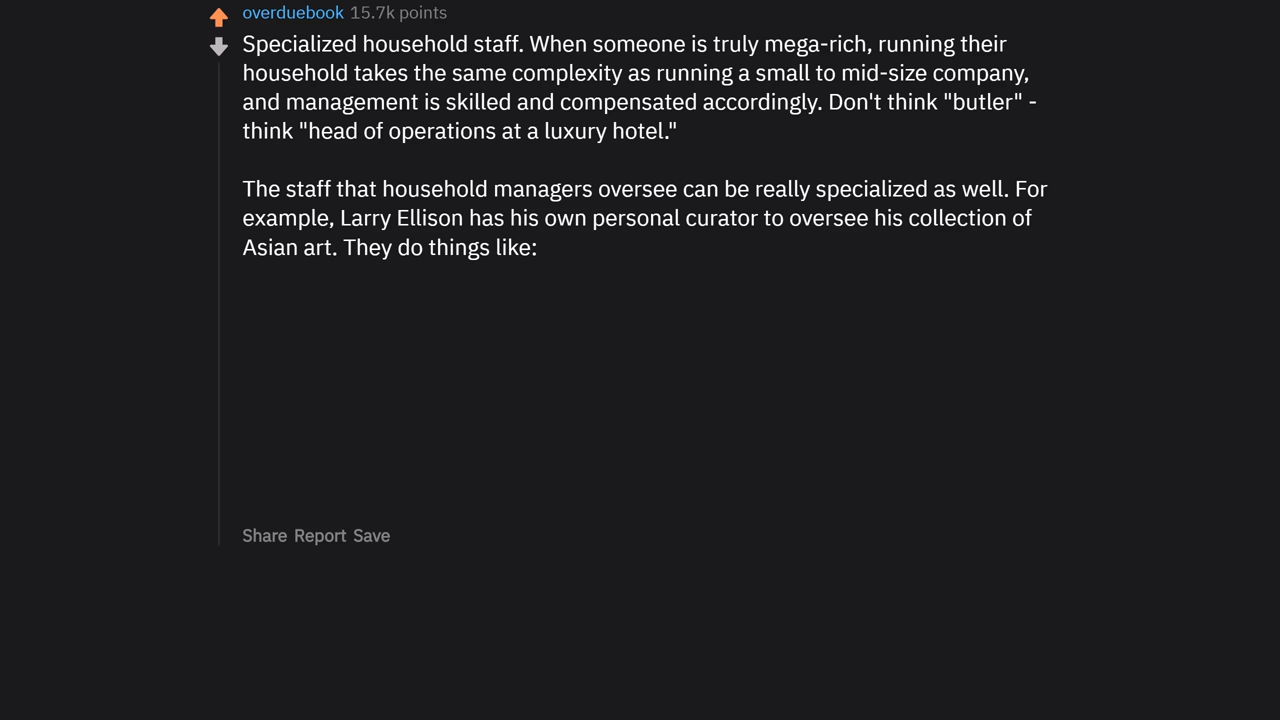 overduebook 15.7k points
Specialized household staff. When someone is truly mega-rich, running their
household takes the same complexity as running a small to mid-size company,
and management is skilled and compensated accordingly. Don't think "butler" -
think "head of operations at a luxury hotel."
The staff that household managers oversee can be really specialized as well. For
example, Larry Ellison has his own personal curator to oversee his collection of
Asian art. They do things like:
Share Report Save